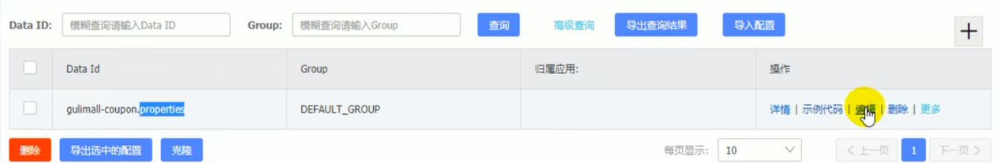 Data ID: 模糊查询请输入Data ID Group: 模糊查询请输入Group 查询 高级查询 导出查询结果 导入配置 +
Data Id Group 归属应用: 操作
gulimall-coupon.properties DEFAULT_GROUP 详情 | 示例代码 | 编辑 | 删除 | 更多
删除 导出选中的配置 克隆 每页显示: 10 < 上一页 1 下一页 >